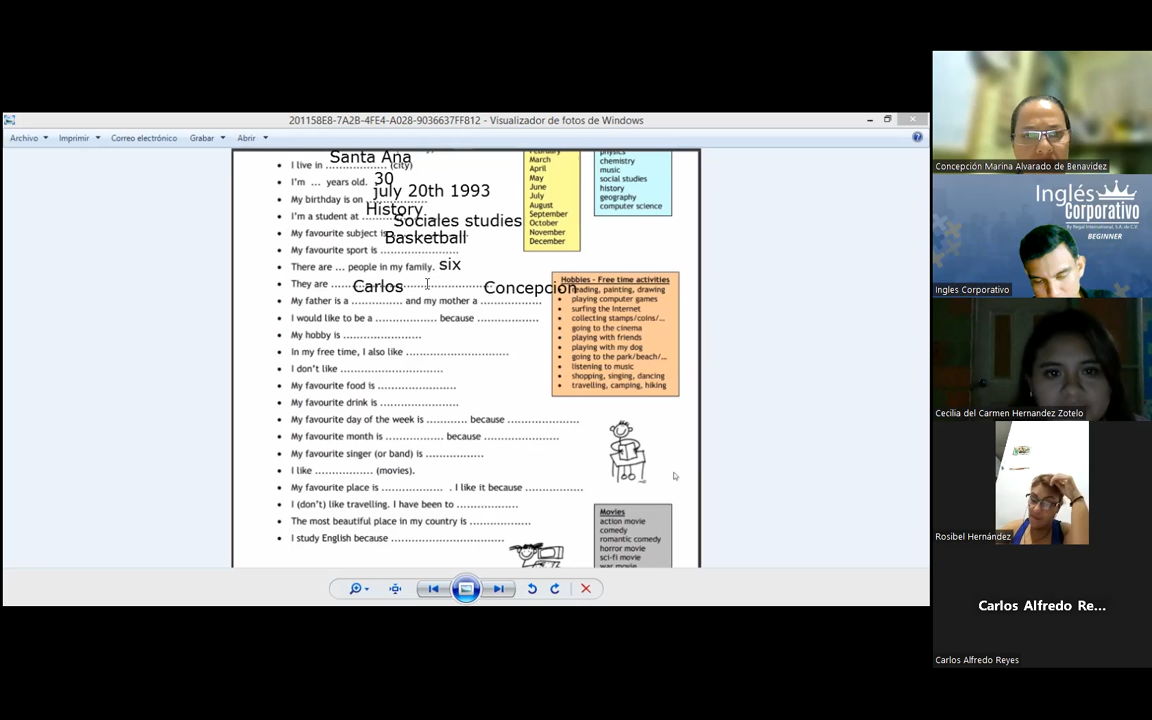 201158E8-7A2B-4FE4-A028-9036637FF812 - Visualizador de fotos de Windows
Archivo Imprimir Correo electrónico Grabar Abrir
Santa Ana
I live in .................. (city)
I'm ... years old. 30
july 20th 1993
My birthday is on
History
I'm a student at
Sociales studies
My favourite subject is
Basketball
My favourite sport is ........................
There are ... people in my family. six
They are
Carlos Concepcion
My father is a ............... and my mother a ..................
I would like to be a ................... because ...................
My hobby is ........................
In my free time, I also like ................................
I don't like ...............................
My favourite food is ........................
My favourite drink is ........................
My favourite day of the week is ............ because ......................
My favourite month is ................. because .......................
My favourite singer (or band) is .................
I like ................. (movies).
My favourite place is ................... . I like it because .................
I (don't) like travelling. I have been to ...................
The most beautiful place in my country is ...................
I study English because ..................................
February
March
April
May
June
July
August
September
October
November
December
physics
chemistry
music
social studies
history
geography
computer science
Hobbies - Free time activities
reading, painting, drawing
playing computer games
surfing the Internet
collecting stamps/coins/...
going to the cinema
playing with friends
playing with my dog
going to the park/beach/...
listening to music
shopping, singing, dancing
travelling, camping, hiking
Movies
action movie
comedy
romantic comedy
horror movie
sci-fi movie
war movie
Concepción Marina Alvarado de Benavidez
Inglés
Corporativo
By Regal International, S.A. de C.V.
BEGINNER
Ingles Corporativo
Cecilia del Carmen Hernandez Zotelo
Rosibel Hernández
Carlos Alfredo Re...
Carlos Alfredo Reyes